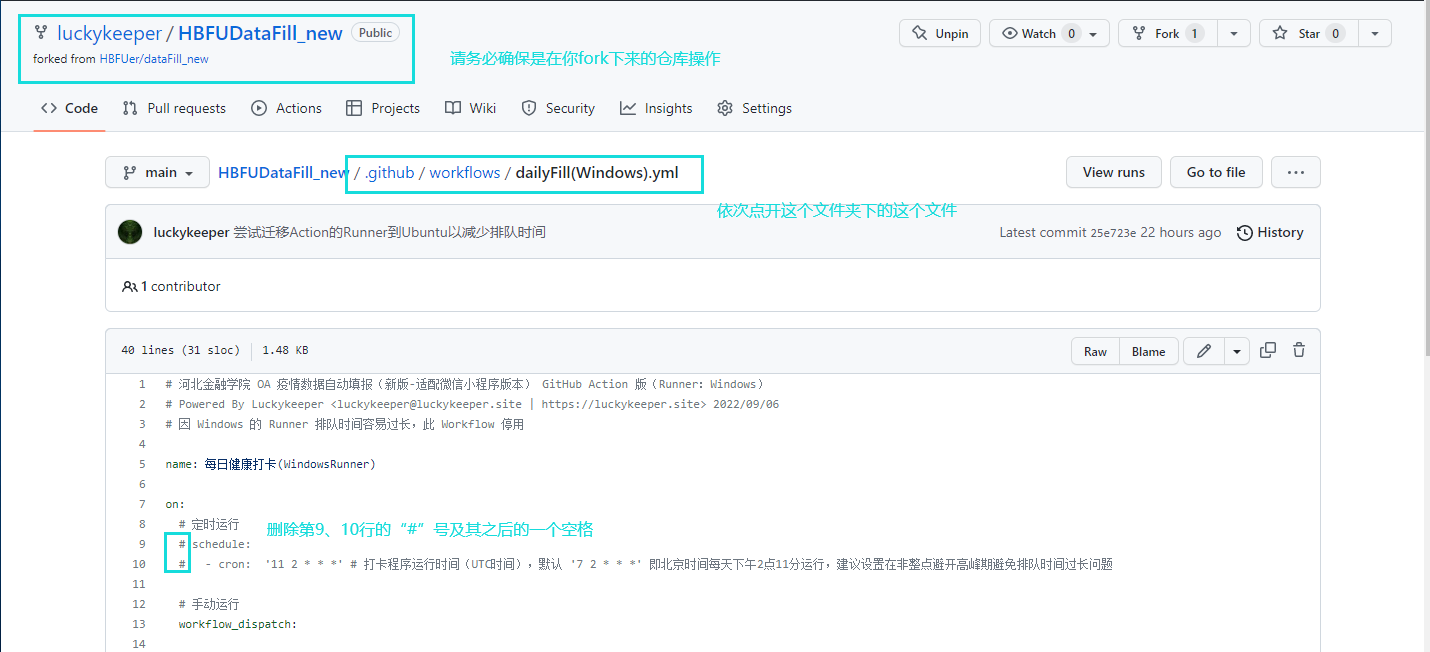 luckykeeper / HBFUDataFill_new Public
forked from HBFUer/dataFill_new
Unpin Watch 0 Fork 1 Star 0
请务必确保是在你fork下来的仓库操作
Code Pull requests Actions Projects Wiki Security Insights Settings
main HBFUDataFill_new / .github / workflows / dailyFill(Windows).yml View runs Go to file ...
依次点开这个文件夹下的这个文件
luckykeeper 尝试迁移Action的Runner到Ubuntu以减少排队时间 Latest commit 25e723e 22 hours ago History
1 contributor
40 lines (31 sloc) 1.48 KB Raw Blame
1 # 河北金融学院 OA 疫情数据自动填报（新版-适配微信小程序版本） GitHub Action 版（Runner: Windows）
2 # Powered By Luckykeeper <luckykeeper@luckykeeper.site | https://luckykeeper.site> 2022/09/06
3 # 因 Windows 的 Runner 排队时间容易过长，此 Workflow 停用
4
5 name: 每日健康打卡(WindowsRunner)
6
7 on:
8 # 定时运行
删除第9、10行的“#”号及其之后的一个空格
9 # schedule:
10 # - cron: '11 2 * * *' # 打卡程序运行时间（UTC时间），默认 '7 2 * * *' 即北京时间每天下午2点11分运行，建议设置在非整点避开高峰期避免排队时间过长问题
11
12 # 手动运行
13 workflow_dispatch:
14